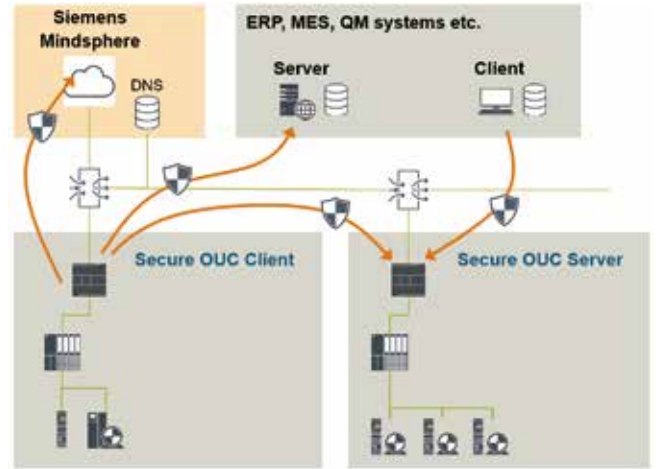 Siemens
Mindsphere
DNS
ERP, MES, QM systems etc.
Server
Client
Secure OUC Client
Secure OUC Server